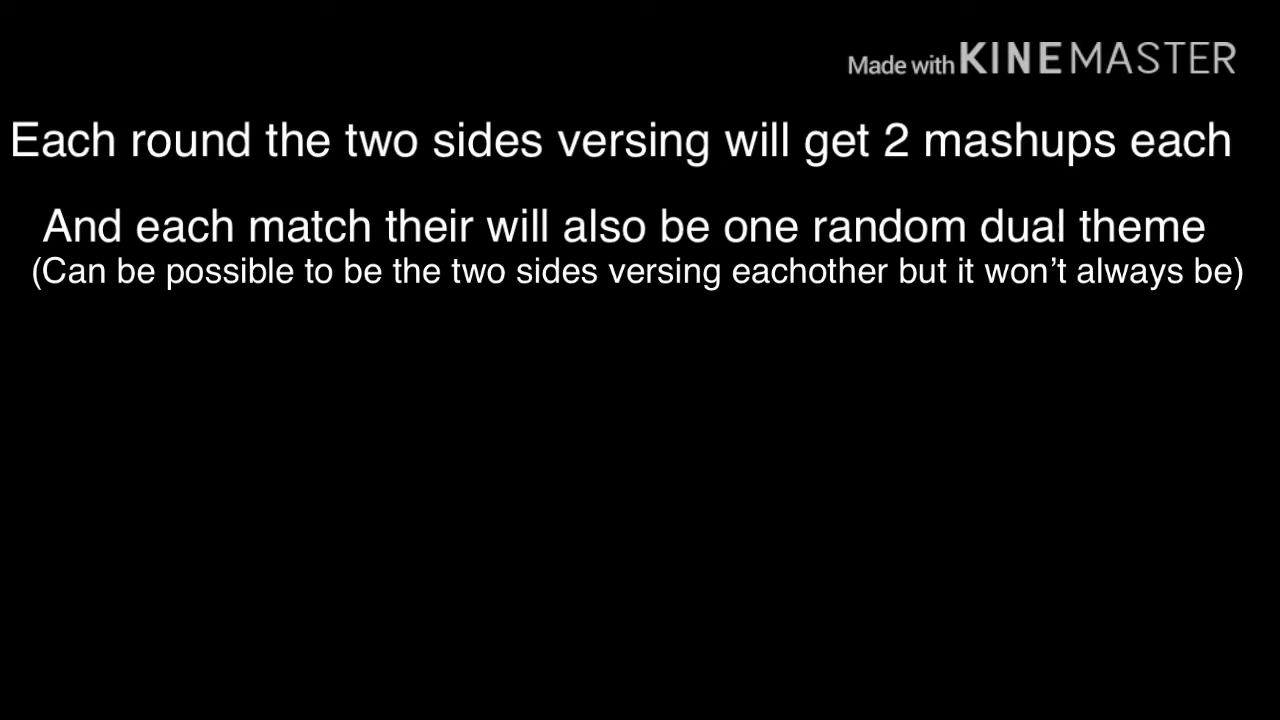 Made with KINEMASTER
Each round the two sides versing will get 2 mashups each
And each match their will also be one random dual theme
(Can be possible to be the two sides versing eachother but it won’t always be)